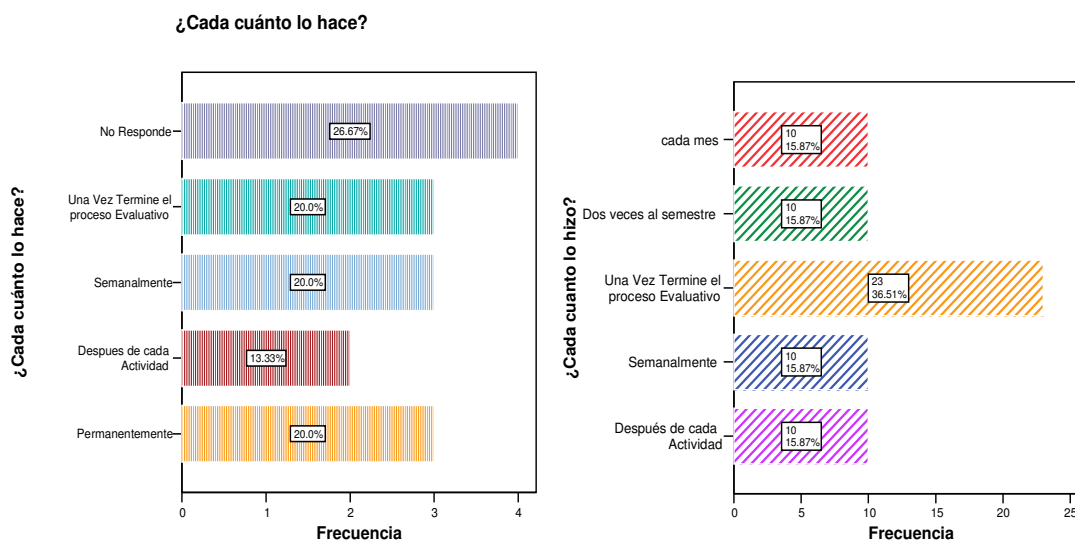 ¿Cada cuánto lo hace?
¿Cada cuánto lo hace?
No Responde
26.67%
Una Vez Termine el
proceso Evaluativo
20.0%
Semanalmente
20.0%
Despues de cada
Actividad
13.33%
Permanentemente
20.0%
0 1 2 3 4
Frecuencia
¿Cada cuanto lo hizo?
cada mes
10
15.87%
Dos veces al semestre
10
15.87%
Una Vez Termine el
proceso Evaluativo
23
36.51%
Semanalmente
10
15.87%
Después de cada
Actividad
10
15.87%
0 5 10 15 20 25
Frecuencia